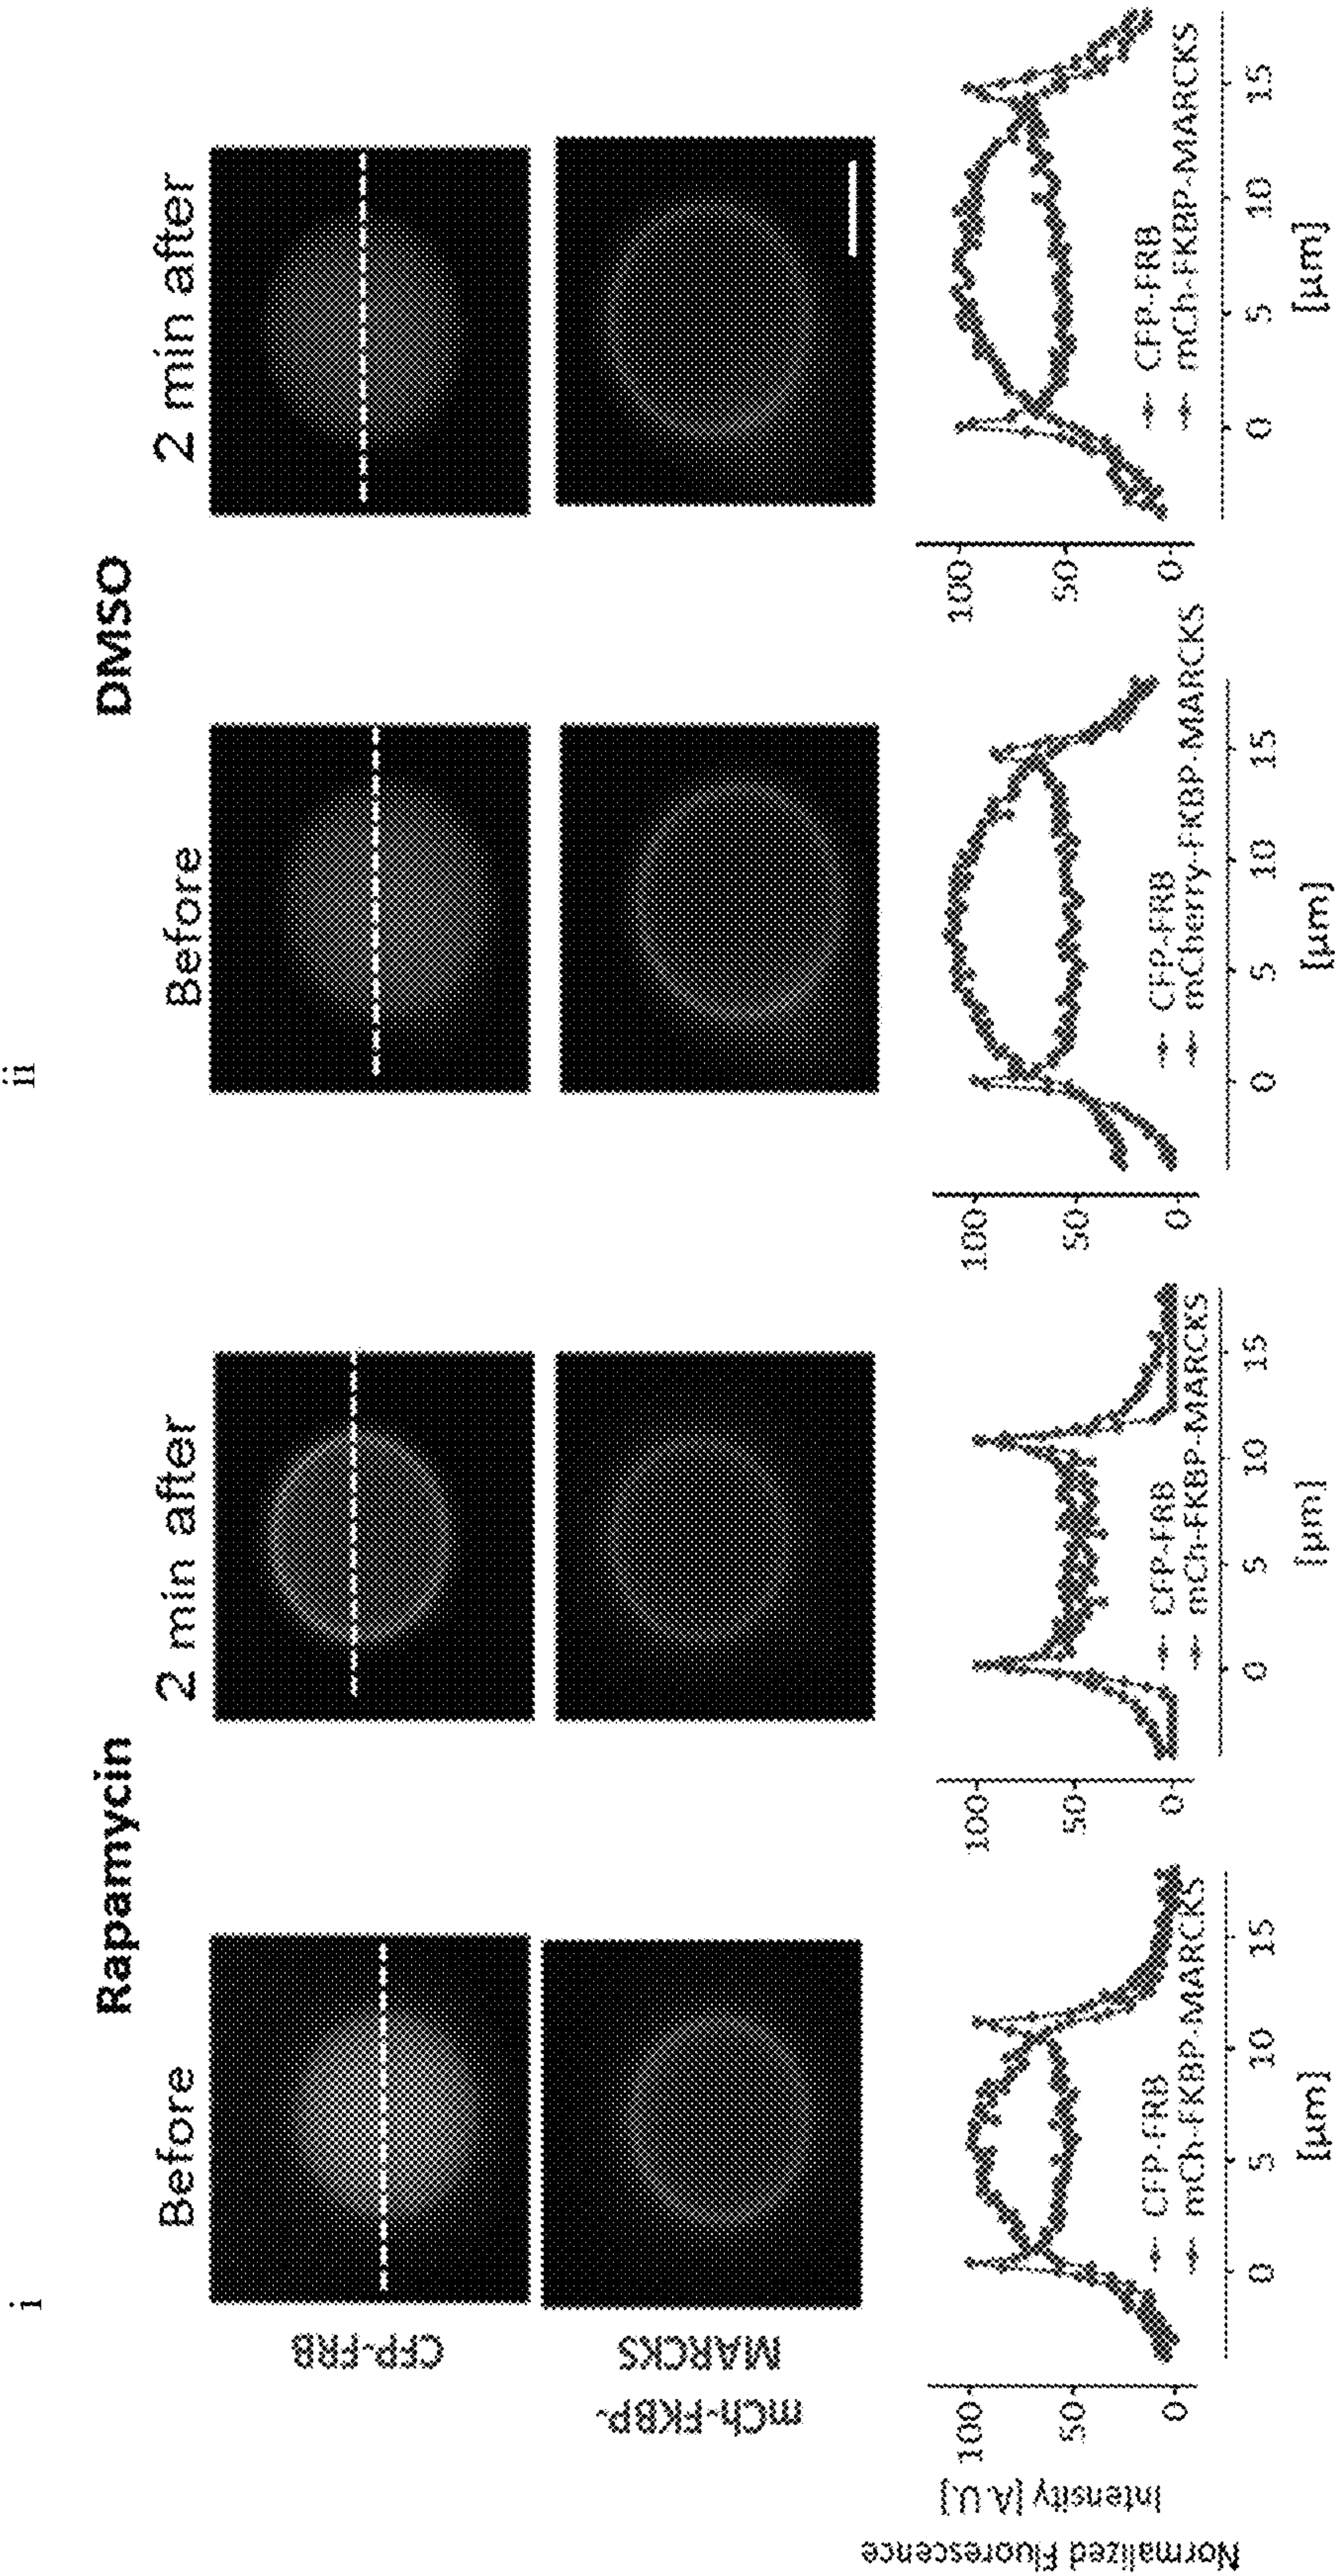 i
ii
Rapamycin
DMSO
Before
2 min after
Before
2 min after
CFP-FRB
mCh-FKBP-
MARCKS
Normalized Fluorescence
Intensity [A.U.]
100
50
0
CFP-FRB
mCh-FKBP-MARCKS
0 5 10 15
[µm]
100
50
0
CFP-FRB
mCh-FKBP-MARCKS
0 5 10 15
[µm]
100
50
0
CFP-FRB
mCherry-FKBP-MARCKS
0 5 10 15
[µm]
100
50
0
CFP-FRB
mCh-FKBP-MARCKS
0 5 10 15
[µm]